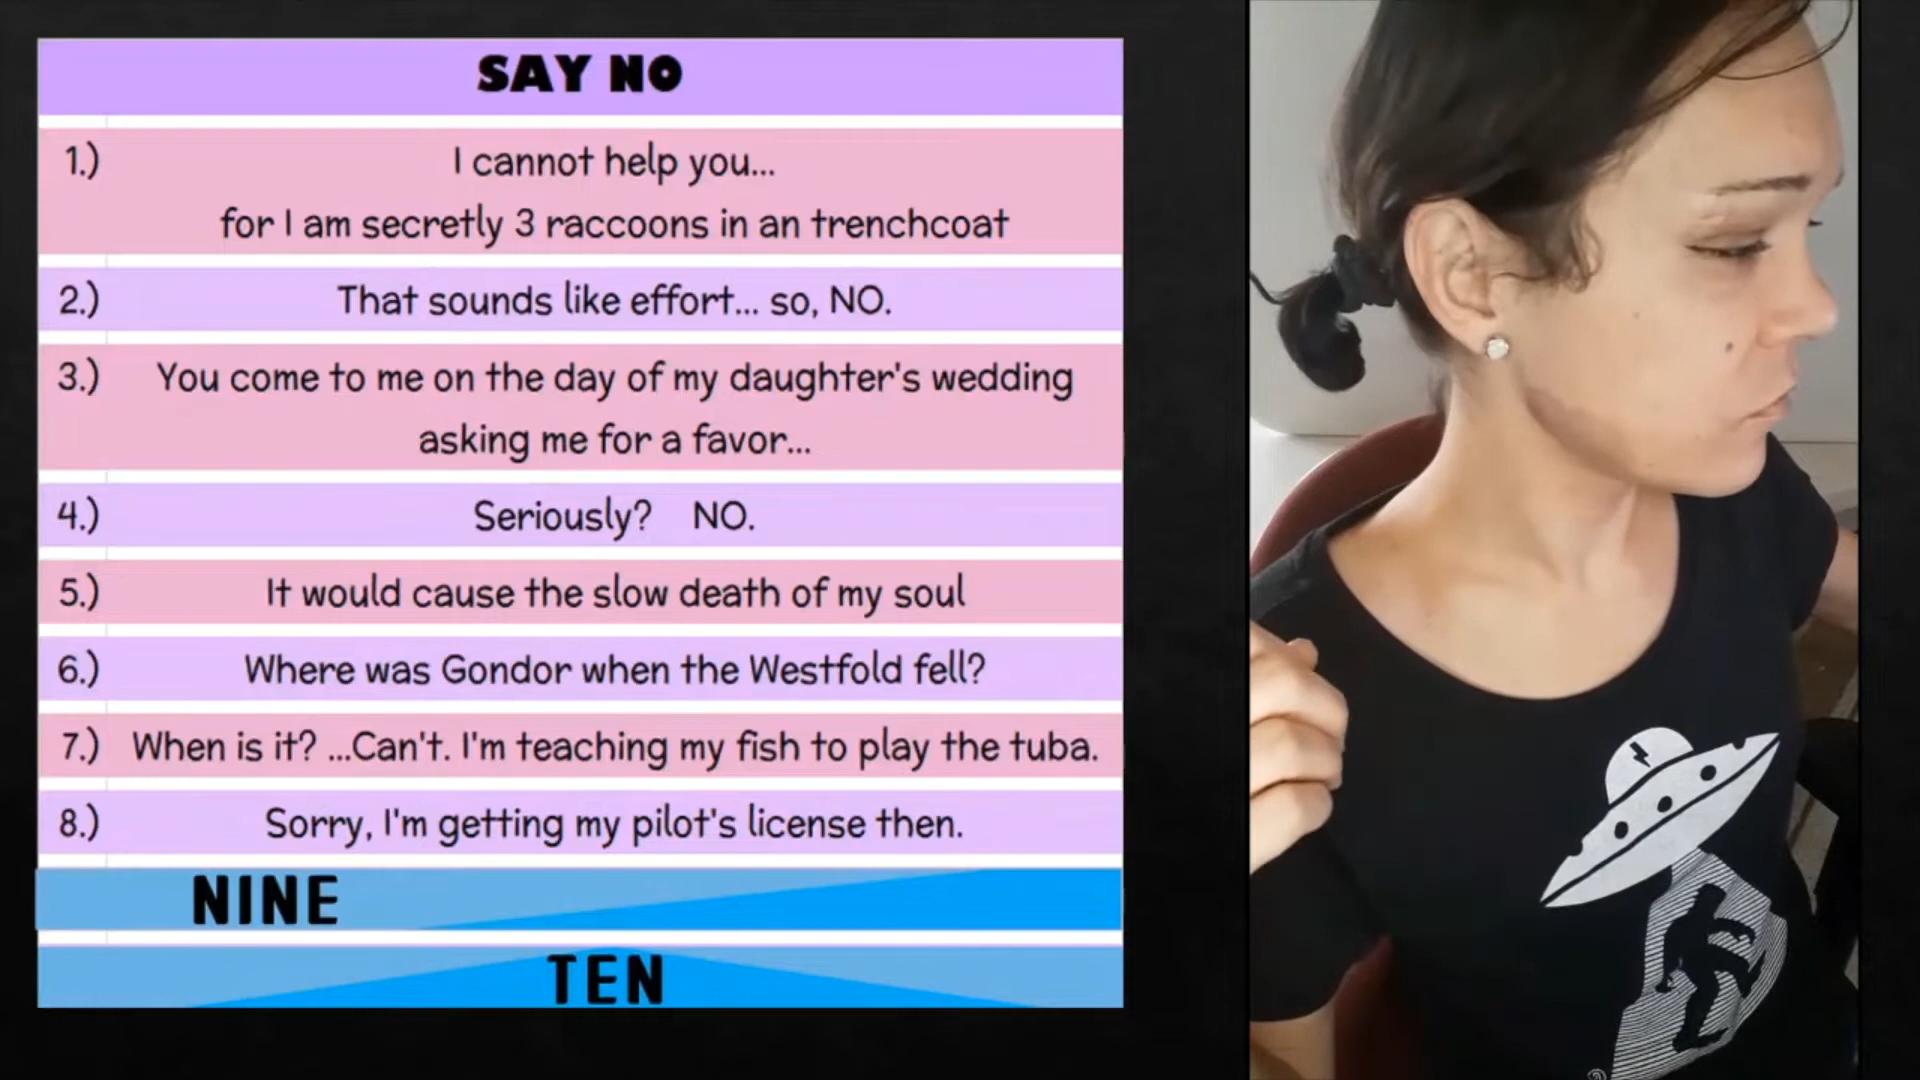 SAY NO
1.) I cannot help you...
for I am secretly 3 raccoons in an trenchcoat
2.) That sounds like effort... so, NO.
3.) You come to me on the day of my daughter's wedding
asking me for a favor...
4.) Seriously? NO.
5.) It would cause the slow death of my soul
6.) Where was Gondor when the Westfold fell?
7.) When is it? ...Can't. I'm teaching my fish to play the tuba.
8.) Sorry, I'm getting my pilot's license then.
NINE
TEN